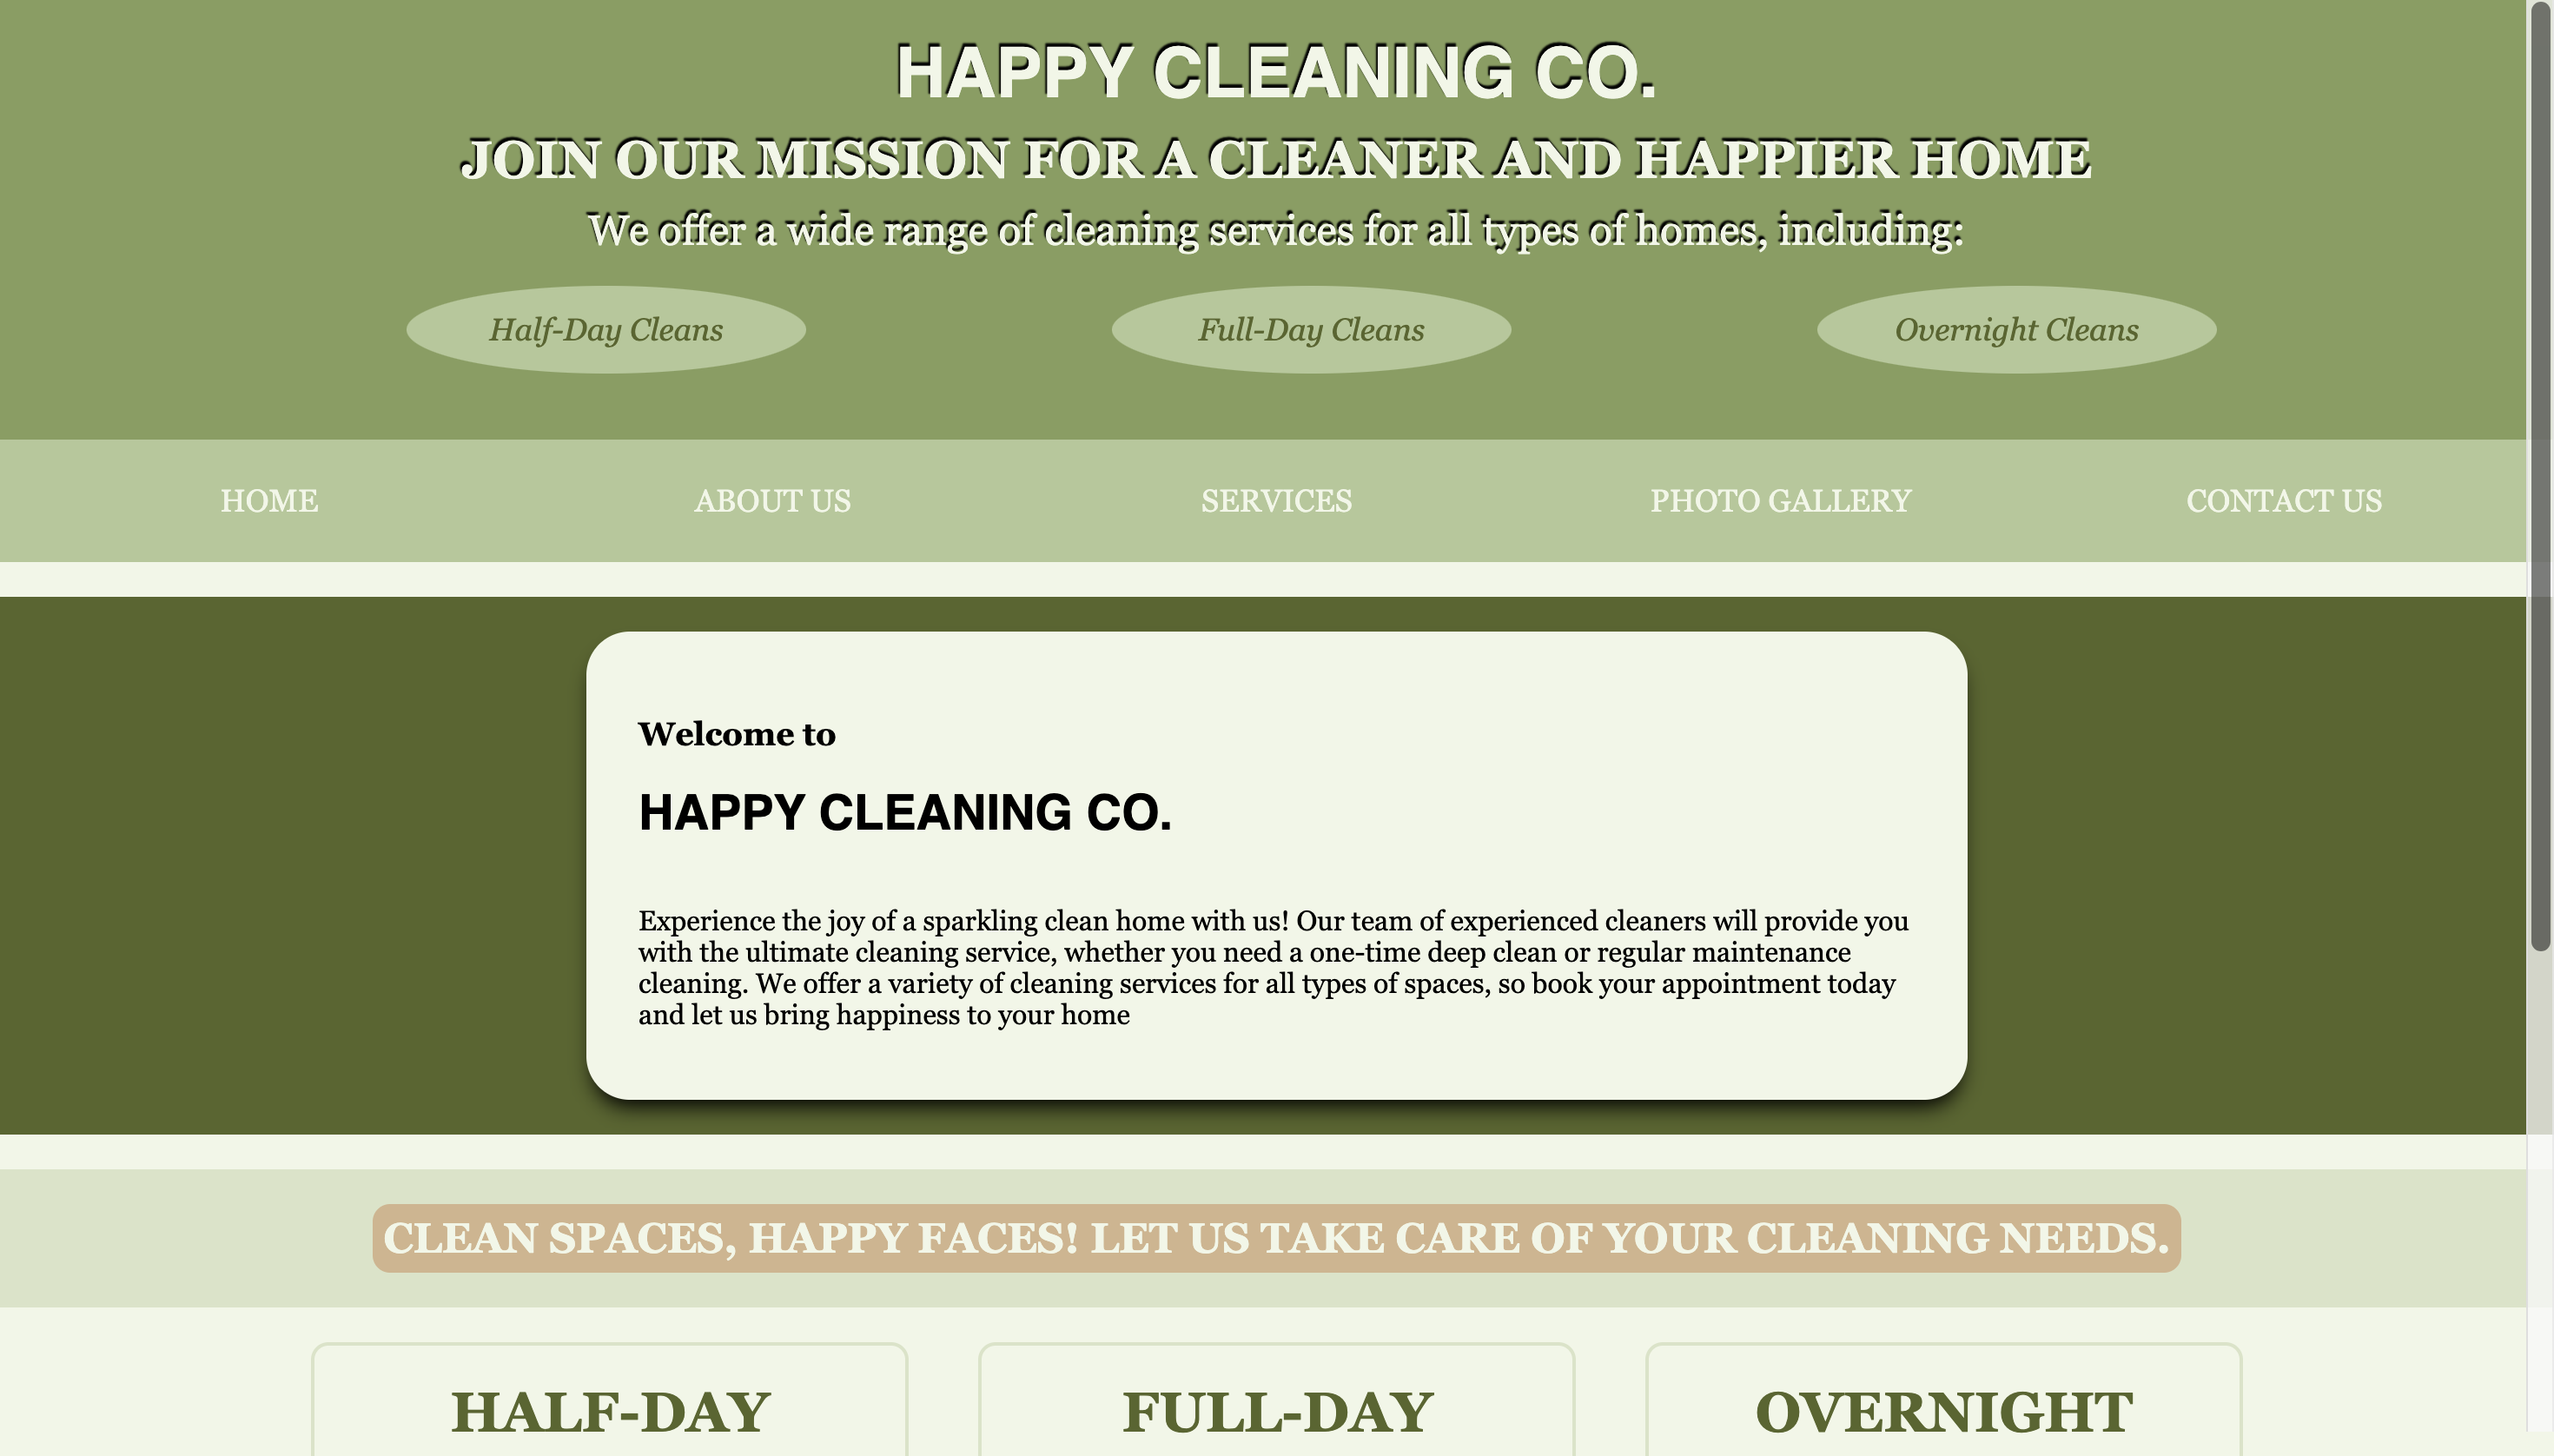 HAPPY CLEANING CO.
JOIN OUR MISSION FOR A CLEANER AND HAPPIER HOME
We offer a wide range of cleaning services for all types of homes, including:
Half-Day Cleans
Full-Day Cleans
Overnight Cleans
HOME
ABOUT US
SERVICES
PHOTO GALLERY
CONTACT US
Welcome to
HAPPY CLEANING CO.
Experience the joy of a sparkling clean home with us! Our team of experienced cleaners will provide you
with the ultimate cleaning service, whether you need a one-time deep clean or regular maintenance
cleaning. We offer a variety of cleaning services for all types of spaces, so book your appointment today
and let us bring happiness to your home
CLEAN SPACES, HAPPY FACES! LET US TAKE CARE OF YOUR CLEANING NEEDS.
HALF-DAY
FULL-DAY
OVERNIGHT